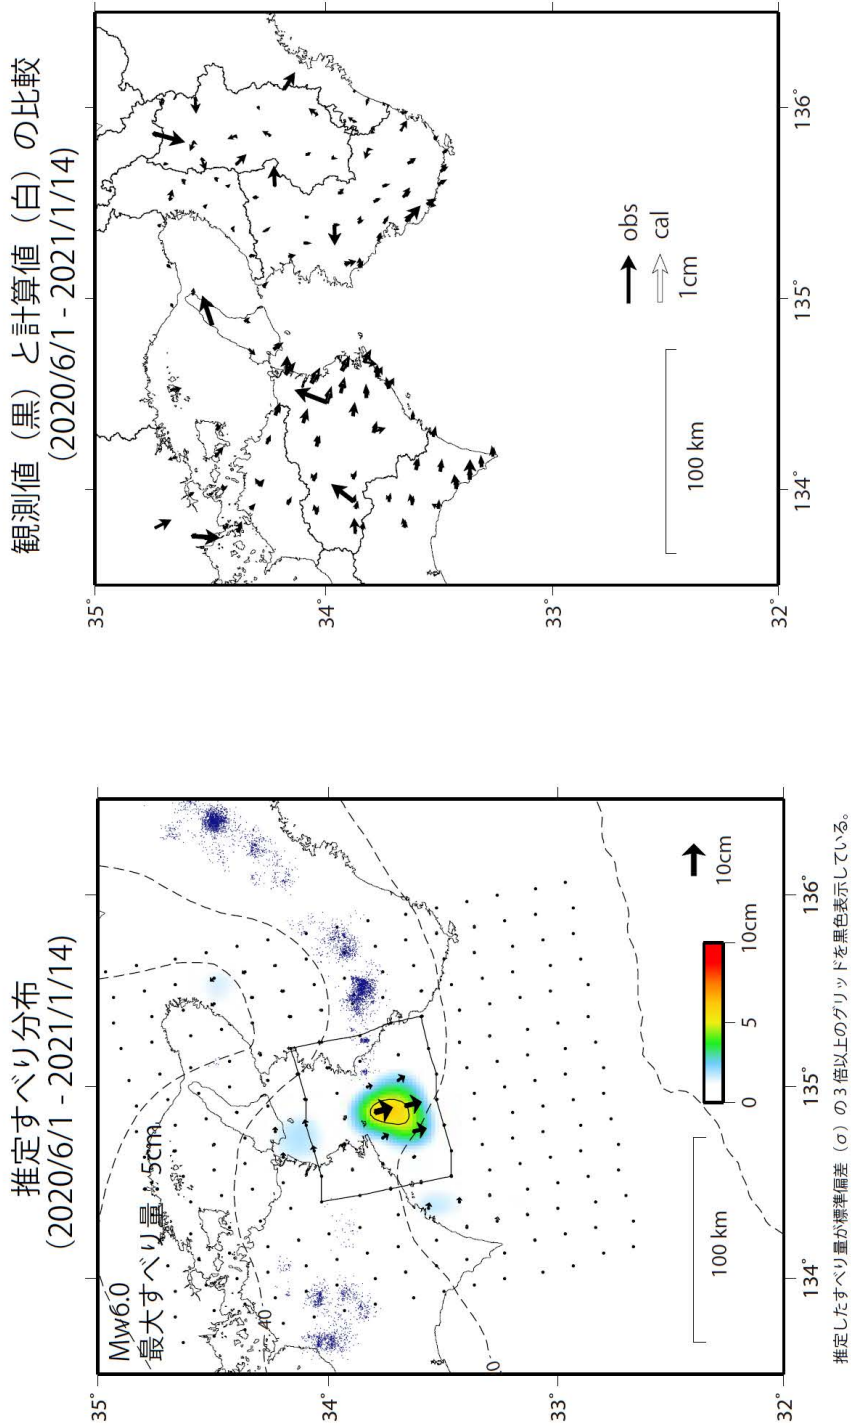 推定すべり分布
(2020/6/1 - 2021/1/14)
Mw6.0
最大すべり量 : 5cm
35˚
34˚
33˚
32˚
40
0
134˚
135˚
136˚
100 km
0
5
10cm
10cm
推定したすべり量が標準偏差（σ）の3倍以上のグリッドを黒色表示している。
観測値（黒）と計算値（白）の比較
(2020/6/1 - 2021/1/14)
35˚
34˚
33˚
32˚
134˚
135˚
136˚
100 km
obs
cal
1cm